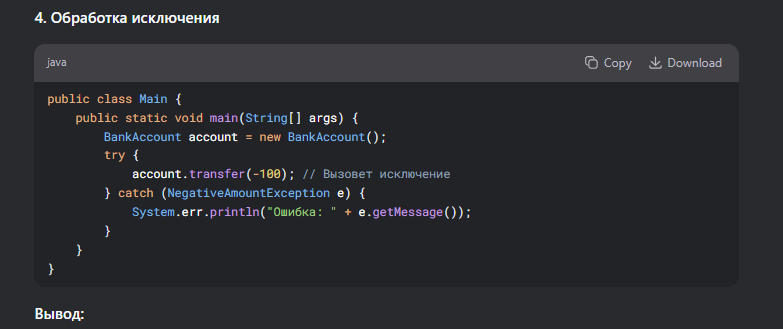 4. Обработка исключения
java
Copy
Download
public class Main {
    public static void main(String[] args) {
        BankAccount account = new BankAccount();
        try {
            account.transfer(-100); // Вызовет исключение
        } catch (NegativeAmountException e) {
            System.err.println("Ошибка: " + e.getMessage());
        }
    }
}
Вывод: